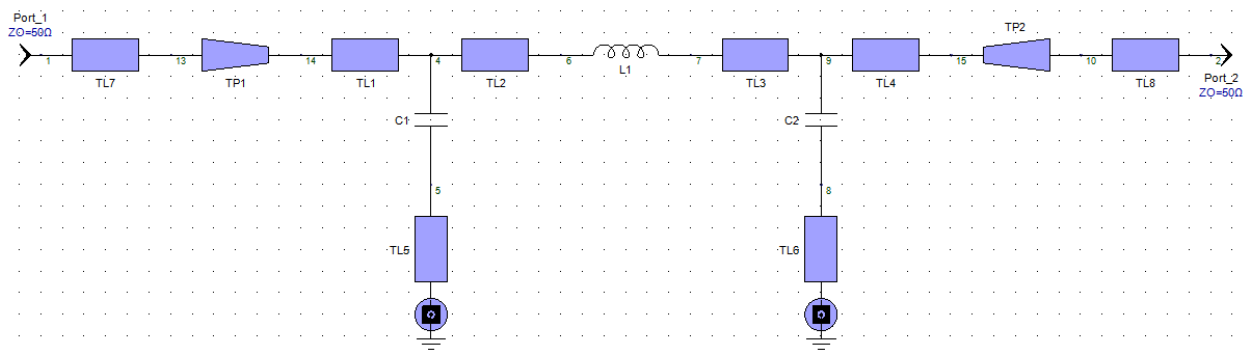 Port_1
ZO=50Ω
1
TL7
13
TP1
14
TL1
4
TL2
6
L1
7
TL3
9
TL4
15
TP2
10
TL8
2
Port_2
ZO=50Ω
C1
C2
5
8
TL5
TL6